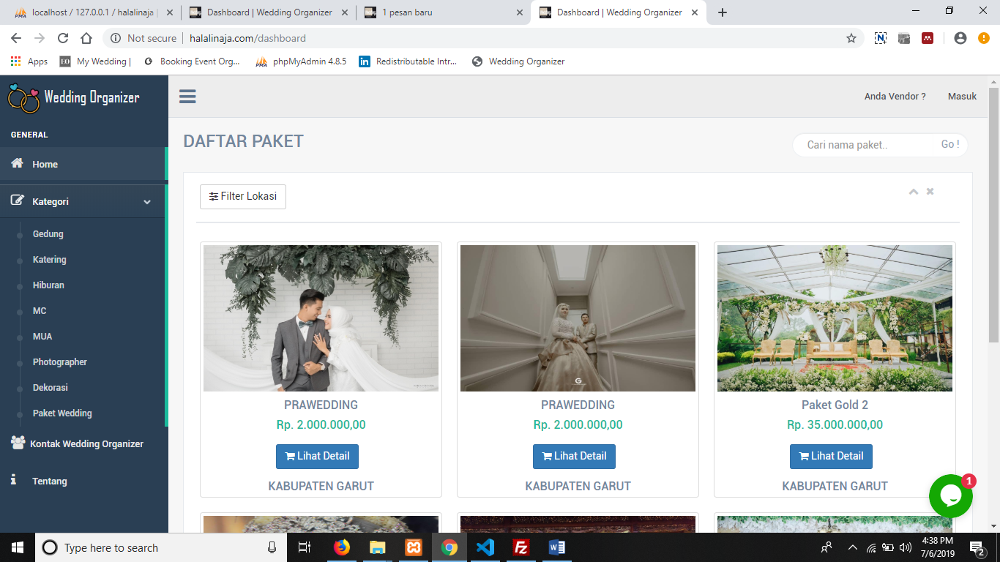 localhost / 127.0.0.1 / halalinaja |
Dashboard | Wedding Organizer
1 pesan baru
Dashboard | Wedding Organizer
Not secure | halalinaja.com/dashboard
Apps
EO My Wedding |
Booking Event Org...
phpMyAdmin 4.8.5
in Redistributable Intr...
Wedding Organizer
Wedding Organizer
Anda Vendor ?
Masuk
GENERAL
Home
Kategori
Gedung
Katering
Hiburan
MC
MUA
Photographer
Dekorasi
Paket Wedding
Kontak Wedding Organizer
Tentang
DAFTAR PAKET
Cari nama paket..
Go !
Filter Lokasi
PRAWEDDING
Rp. 2.000.000,00
Lihat Detail
KABUPATEN GARUT
PRAWEDDING
Rp. 2.000.000,00
Lihat Detail
KABUPATEN GARUT
Paket Gold 2
Rp. 35.000.000,00
Lihat Detail
KABUPATEN GARUT
1
Type here to search
4:38 PM
7/6/2019
2